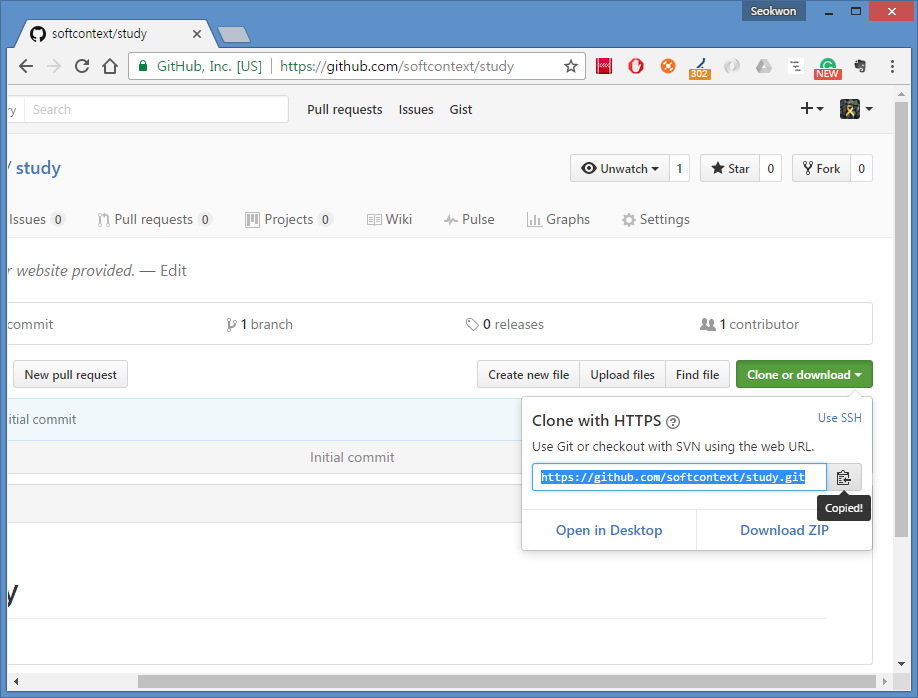 Seokwon
softcontext/study
GitHub, Inc. [US] https://github.com/softcontext/study
302
NEW
ry Search Pull requests Issues Gist
/ study
Unwatch 1 Star 0 Fork 0
Issues 0 Pull requests 0 Projects 0 Wiki Pulse Graphs Settings
r website provided. — Edit
commit 1 branch 0 releases 1 contributor
New pull request Create new file Upload files Find file Clone or download
itial commit
Initial commit
Clone with HTTPS ? Use SSH
Use Git or checkout with SVN using the web URL.
https://github.com/softcontext/study.git
Copied!
Open in Desktop Download ZIP
y